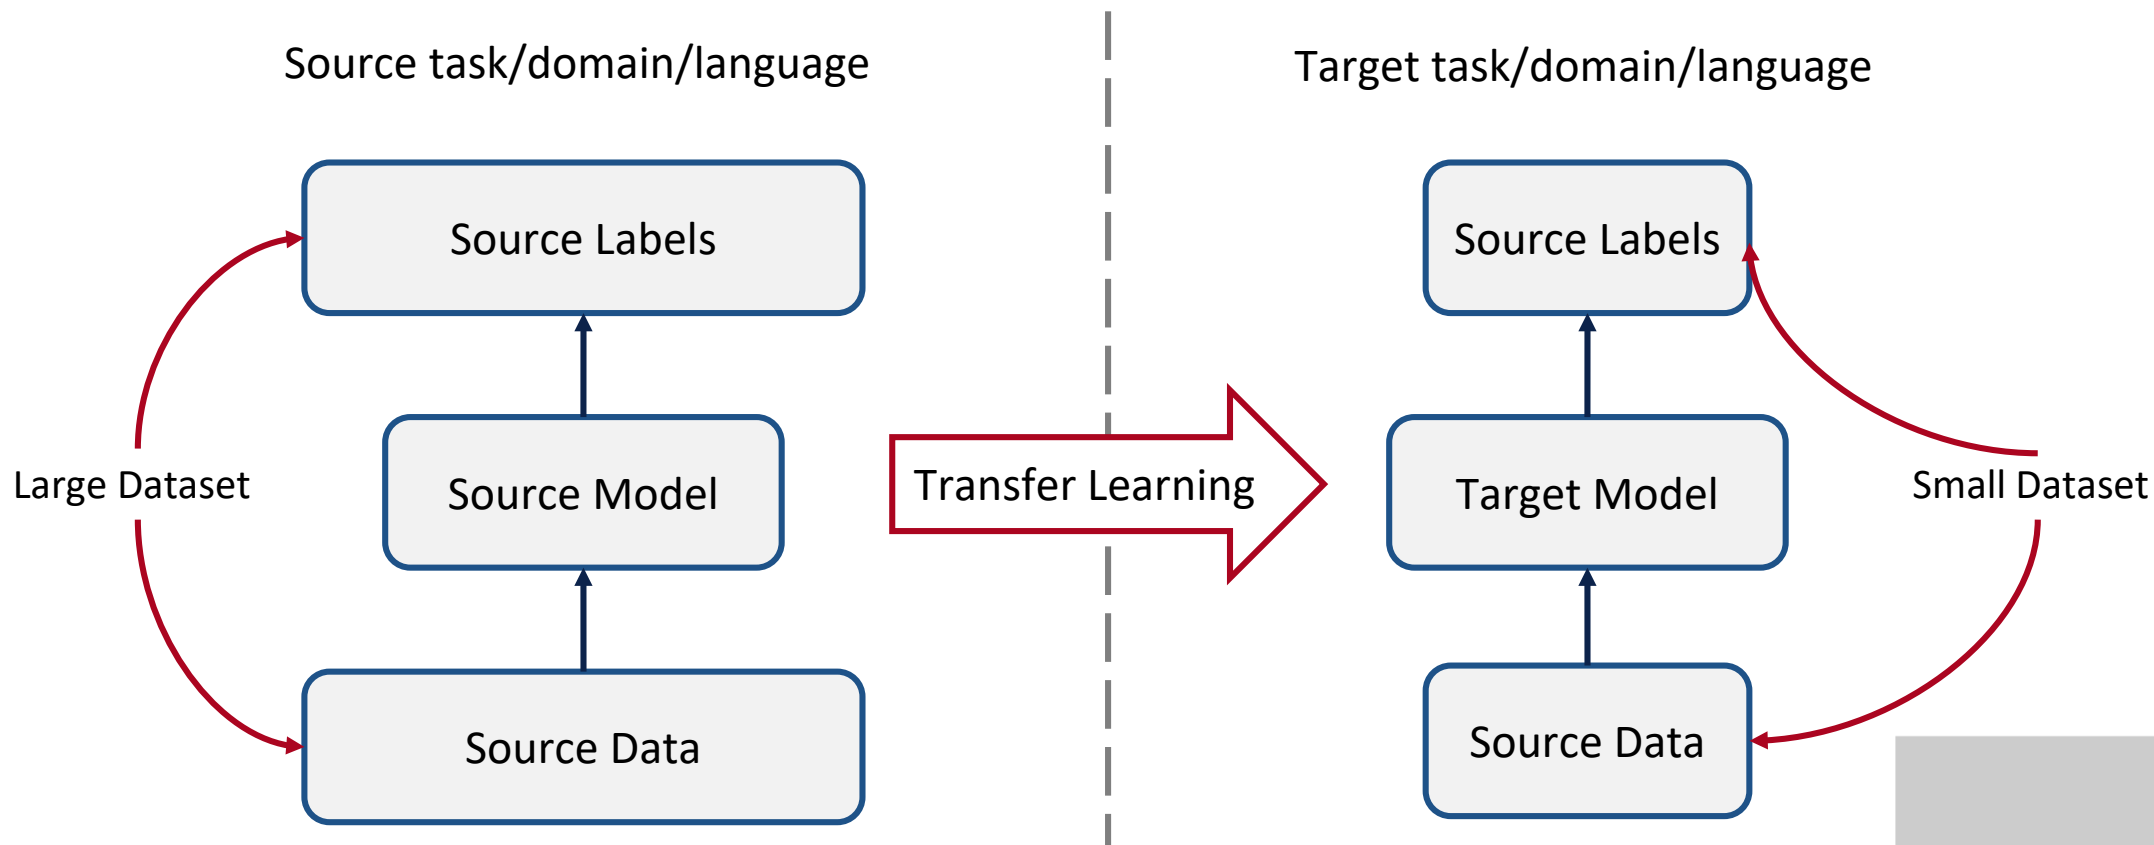 Source task/domain/language
Target task/domain/language
Source Labels
Source Labels
Large Dataset
Source Model
Transfer Learning
Target Model
Small Dataset
Source Data
Source Data